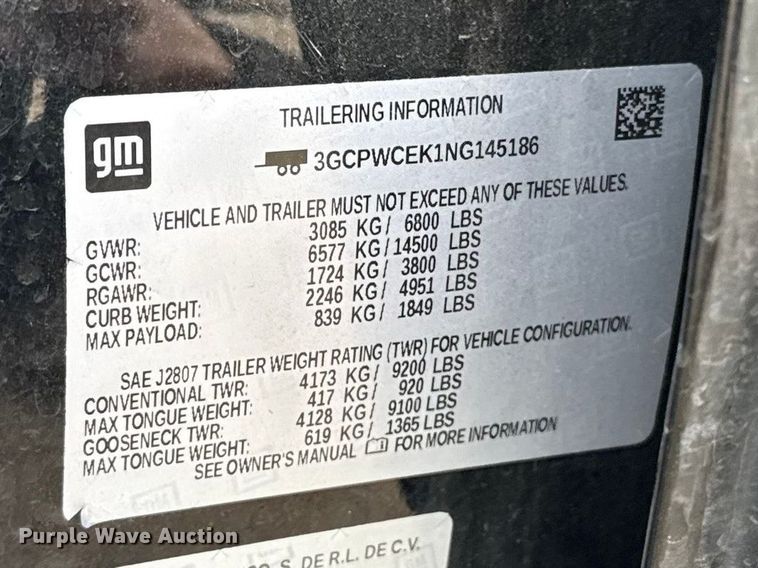 TRAILERING INFORMATION
gm
3GCPWCEK1NG145186
VEHICLE AND TRAILER MUST NOT EXCEED ANY OF THESE VALUES.
GVWR: 3085 KG/ 6800 LBS
GCWR: 6577 KG/14500 LBS
RGAWR: 1724 KG/ 3800 LBS
CURB WEIGHT: 2246 KG/ 4951 LBS
MAX PAYLOAD: 839 KG/ 1849 LBS
SAE J2807 TRAILER WEIGHT RATING (TWR) FOR VEHICLE CONFIGURATION.
CONVENTIONAL TWR: 4173 KG/ 9200 LBS
MAX TONGUE WEIGHT: 417 KG/ 920 LBS
GOOSENECK TWR: 4128 KG/ 9100 LBS
MAX TONGUE WEIGHT: 619 KG/ 1365 LBS
SEE OWNER'S MANUAL FOR MORE INFORMATION
Purple Wave Auction
S. DE R.L. DE C.V.